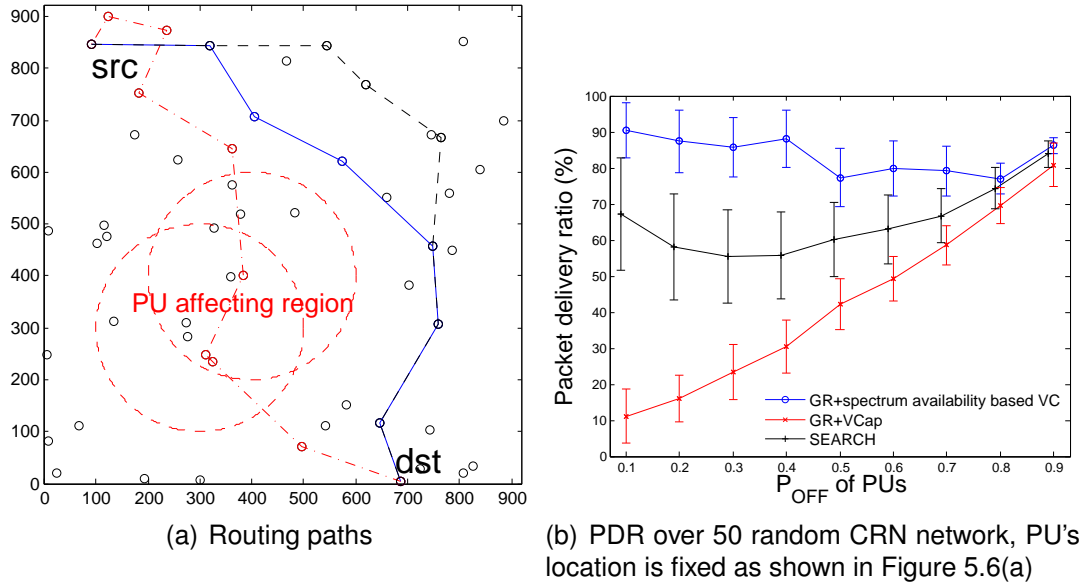 900
800
700
600
500
400
300
200
100
0
0 100 200 300 400 500 600 700 800 900
src
PU affecting region
dst
(a) Routing paths
100
90
80
70
60
50
40
30
20
10
0
0.1 0.2 0.3 0.4 0.5 0.6 0.7 0.8 0.9
Packet delivery ratio (%)
P_OFF of PUs
GR+spectrum availability based VC
GR+VCap
SEARCH
(b) PDR over 50 random CRN network, PU's
location is fixed as shown in Figure 5.6(a)